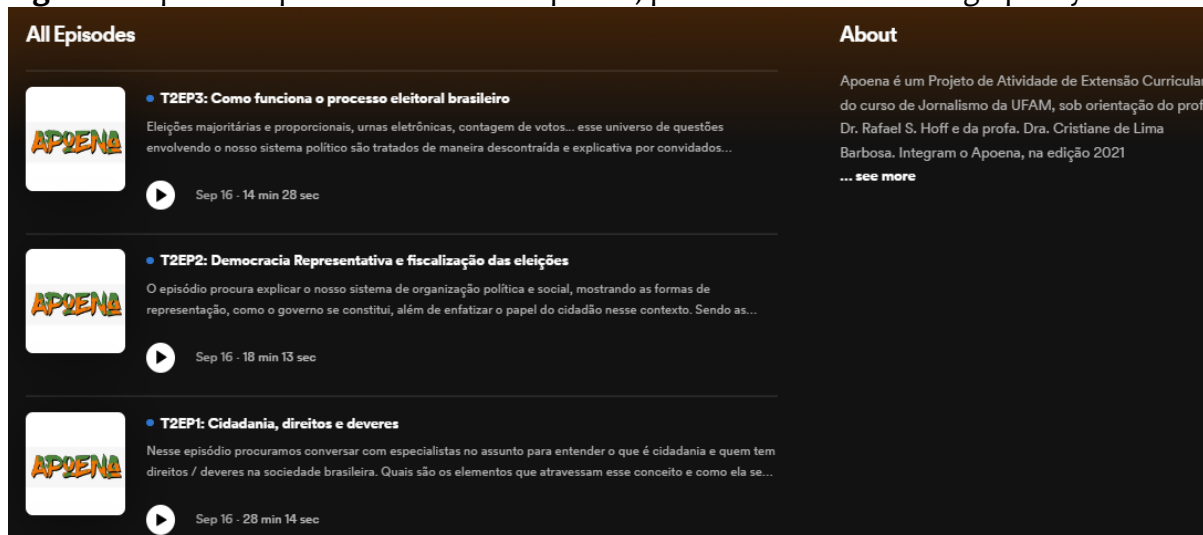 All Episodes
APOENA
T2EP3: Como funciona o processo eleitoral brasileiro
Eleições majoritárias e proporcionais, urnas eletrônicas, contagem de votos... esse universo de questões
envolvendo o nosso sistema político são tratados de maneira descontraída e explicativa por convidados...
Sep 16 · 14 min 28 sec
APOENA
T2EP2: Democracia Representativa e fiscalização das eleições
O episódio procura explicar o nosso sistema de organização política e social, mostrando as formas de
representação, como o governo se constitui, além de enfatizar o papel do cidadão nesse contexto. Sendo as...
Sep 16 · 18 min 13 sec
APOENA
T2EP1: Cidadania, direitos e deveres
Nesse episódio procuramos conversar com especialistas no assunto para entender o que é cidadania e quem tem
direitos / deveres na sociedade brasileira. Quais são os elementos que atravessam esse conceito e como ela se...
Sep 16 · 28 min 14 sec
About
Apoena é um Projeto de Atividade de Extensão Curricular
do curso de Jornalismo da UFAM, sob orientação do prof
Dr. Rafael S. Hoff e da profa. Dra. Cristiane de Lima
Barbosa. Integram o Apoena, na edição 2021
... see more